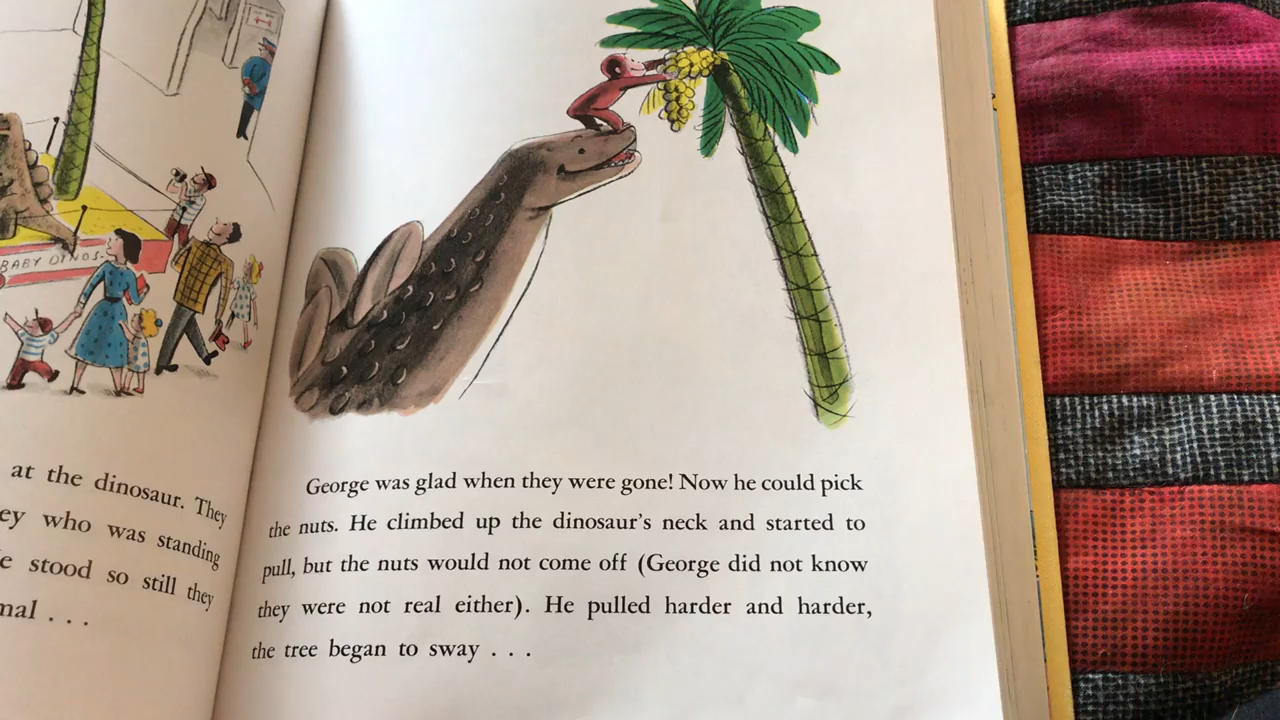 BABY DINOS-
at the dinosaur. They
ey who was standing
e stood so still they
mal . . .
George was glad when they were gone! Now he could pick
the nuts. He climbed up the dinosaur's neck and started to
pull, but the nuts would not come off (George did not know
they were not real either). He pulled harder and harder,
the tree began to sway . . .